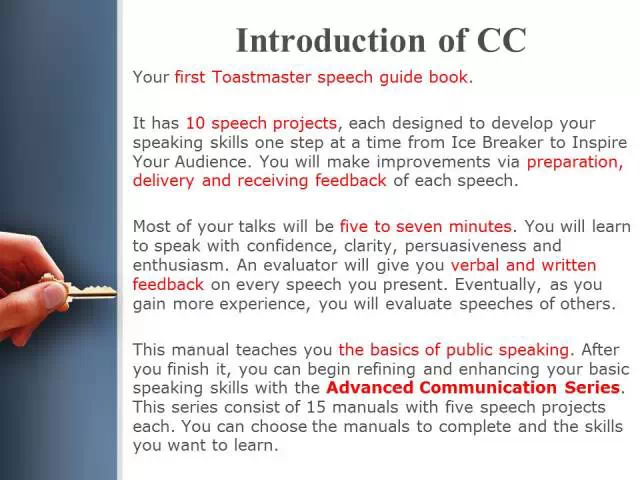 Introduction of CC
Your first Toastmaster speech guide book.
It has 10 speech projects, each designed to develop your
speaking skills one step at a time from Ice Breaker to Inspire
Your Audience. You will make improvements via preparation,
delivery and receiving feedback of each speech.
Most of your talks will be five to seven minutes. You will learn
to speak with confidence, clarity, persuasiveness and
enthusiasm. An evaluator will give you verbal and written
feedback on every speech you present. Eventually, as you
gain more experience, you will evaluate speeches of others.
This manual teaches you the basics of public speaking. After
you finish it, you can begin refining and enhancing your basic
speaking skills with the Advanced Communication Series.
This series consist of 15 manuals with five speech projects
each. You can choose the manuals to complete and the skills
you want to learn.